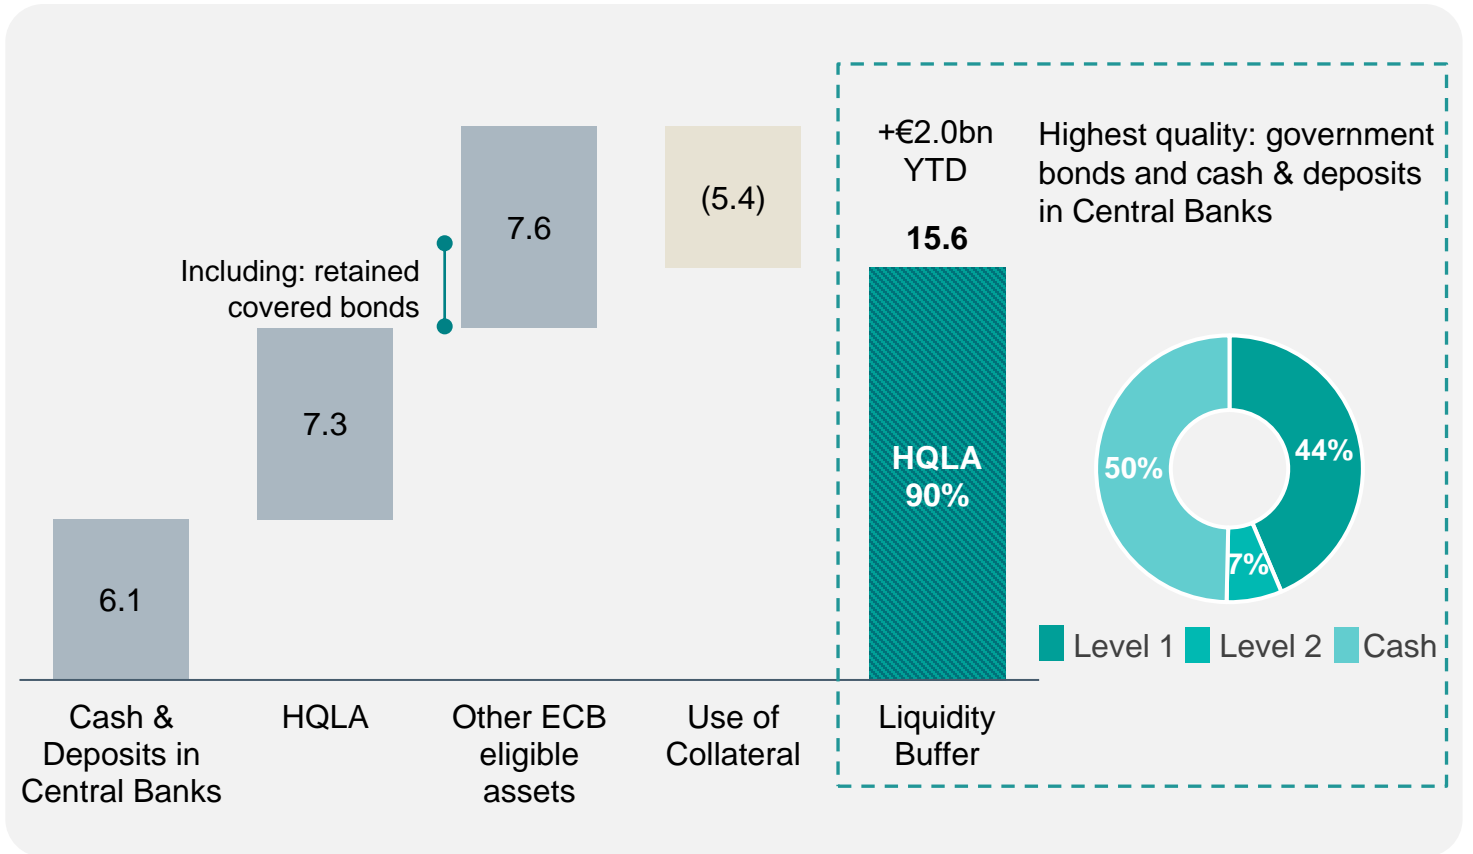 +€2.0bn
YTD
15.6
Highest quality: government
bonds and cash & deposits
in Central Banks
7.6
(5.4)
Including: retained
covered bonds
7.3
6.1
HQLA
90%
50%
44%
7%
Level 1
Level 2
Cash
Cash &
Deposits in
Central Banks
HQLA
Other ECB
eligible
assets
Use of
Collateral
Liquidity
Buffer